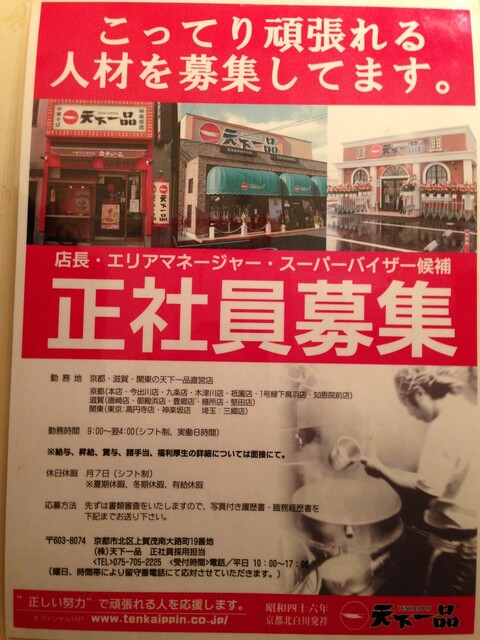 こってり頑張れる
人材を募集してます。
天下一品
天下一品
天下一品
店長・エリアマネージャー・スーパーバイザー候補
正社員募集
勤務地 京都・滋賀・関東の天下一品直営店
京都(本店・今出川店・九条店・木津川店・祇園店・1号線下鳥羽店・知恩院前店)
滋賀(唐崎店・御殿浜店・豊郷店・膳所店・堅田店)
関東(東京:高円寺店・神楽坂店 埼玉:三郷店)
勤務時間 9:00〜翌4:00(シフト制、実働8時間)
※給与、昇給、賞与、諸手当、福利厚生の詳細については面接にて。
休日休暇 月7日(シフト制)
※夏期休暇、冬期休暇、有給休暇
応募方法 先ずは書類審査をいたしますので、写真付き履歴書・職務経歴書を
下記までお送り下さい。
〒603-8074 京都市北区上賀茂南大路町19番地
(株)天下一品 正社員採用担当
<TEL>075-705-2225 <受付時間>電話/平日10:00〜17:00
(曜日、時間帯により留守番電話にて応対させていただきます。)
"正しい努力"で頑張れる人を応援します。
オフィシャルHP www.tenkaippin.co.jp/
昭和四十六年
京都北白川発祥
TENKAIPPIN
天下一品